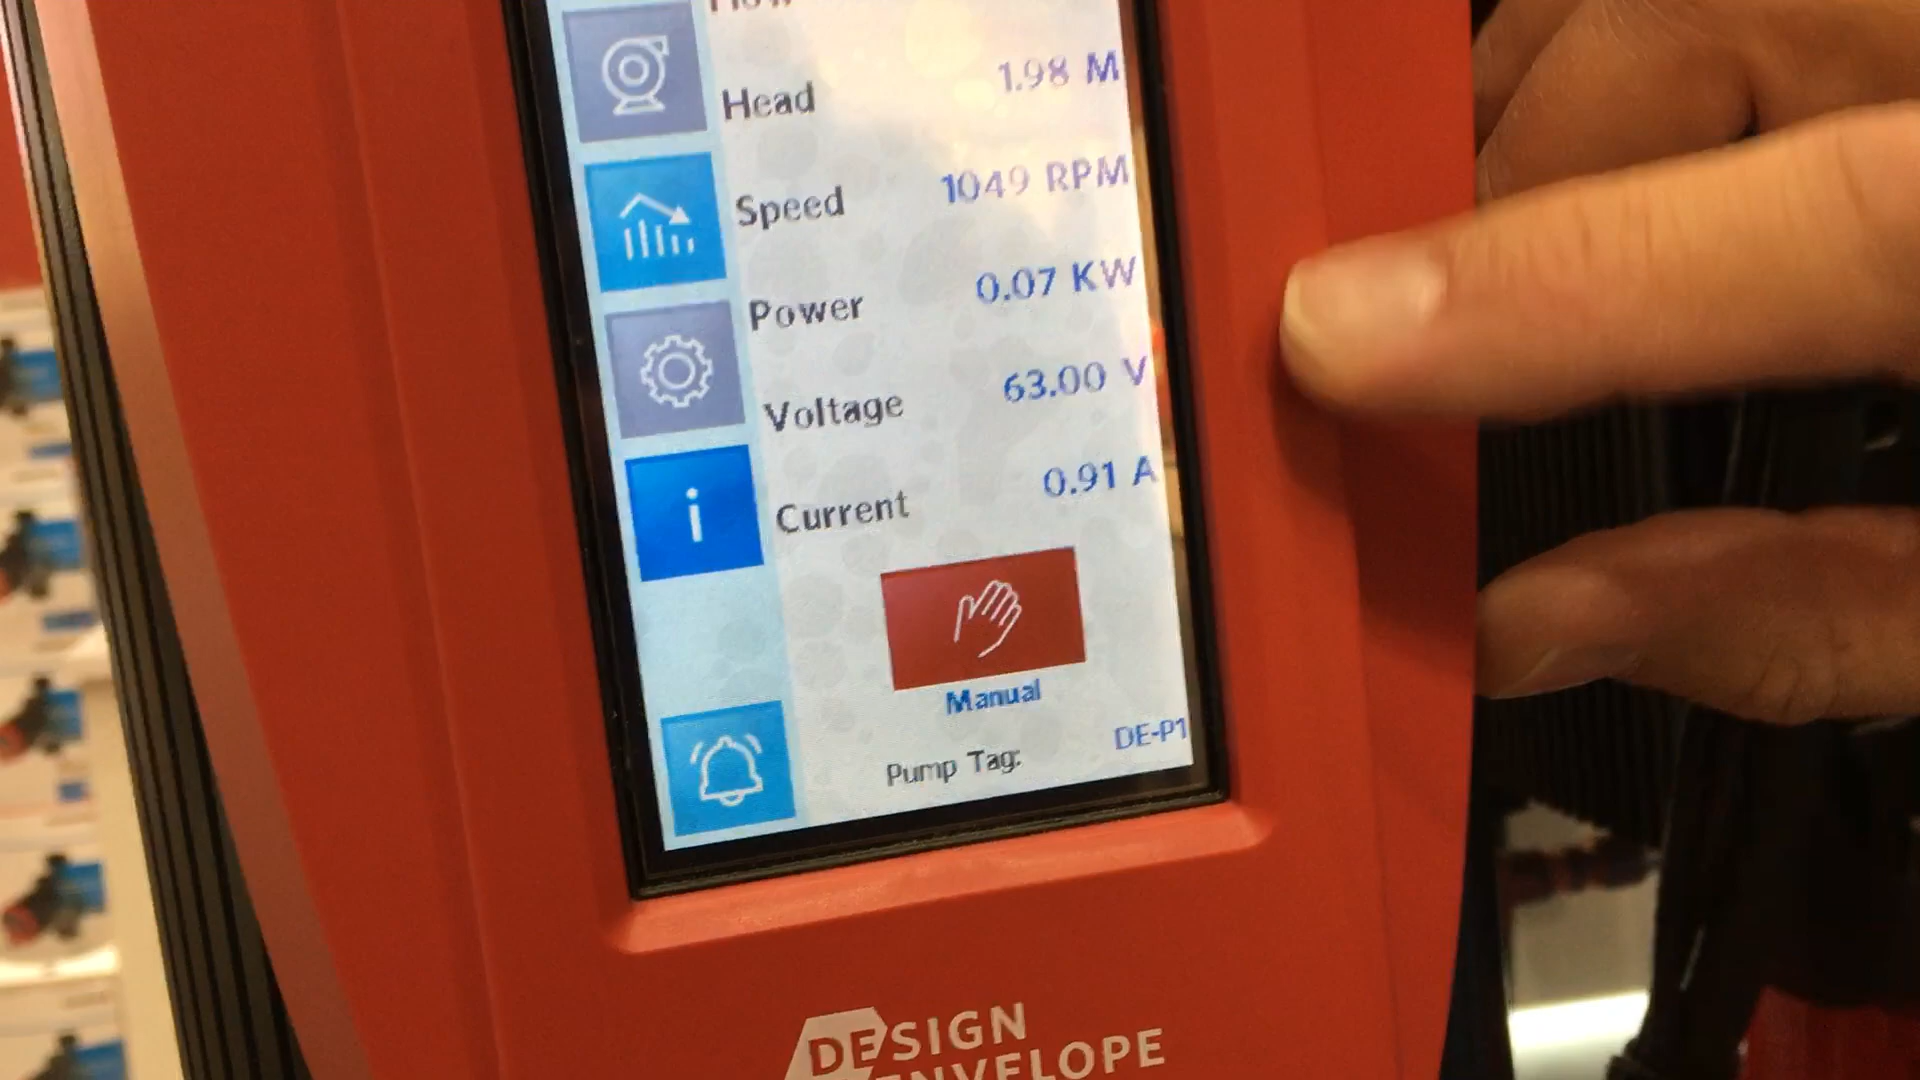 Flow
Head 1.98 M
Speed 1049 RPM
Power 0.07 KW
Voltage 63.00 V
Current 0.91 A
Manual
Pump Tag: DE-P1
DESIGN
ENVELOPE